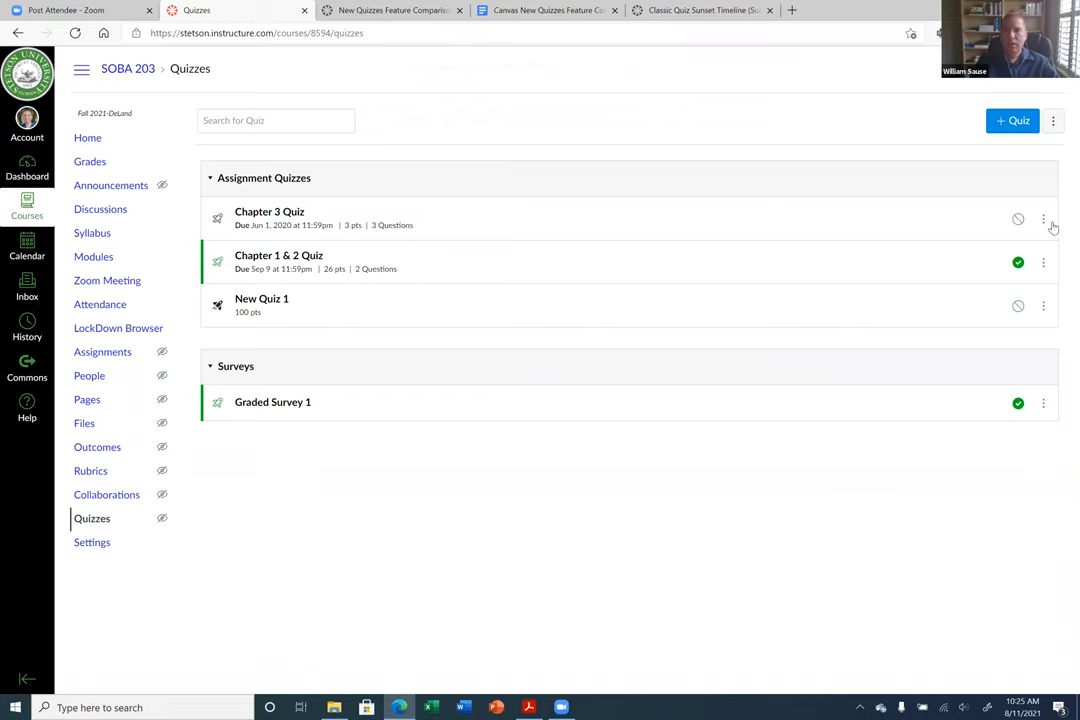 Post Attendee - Zoom
Quizzes
New Quizzes Feature Compariso
Canvas New Quizzes Feature Co
Classic Quiz Sunset Timeline (Su
https://stetson.instructure.com/courses/8594/quizzes
William Sause
STETSON UNIVERSITY
SOBA 203 › Quizzes
Account
Dashboard
Courses
Calendar
Inbox
History
Commons
Help
Fall 2021-DeLand
Home
Grades
Announcements
Discussions
Syllabus
Modules
Zoom Meeting
Attendance
LockDown Browser
Assignments
People
Pages
Files
Outcomes
Rubrics
Collaborations
Quizzes
Settings
Search for Quiz
+ Quiz
Assignment Quizzes
Chapter 3 Quiz
Due Jun 1, 2020 at 11:59pm | 3 pts | 3 Questions
Chapter 1 & 2 Quiz
Due Sep 9 at 11:59pm | 26 pts | 2 Questions
New Quiz 1
100 pts
Surveys
Graded Survey 1
Type here to search
10:25 AM
8/11/2021
3